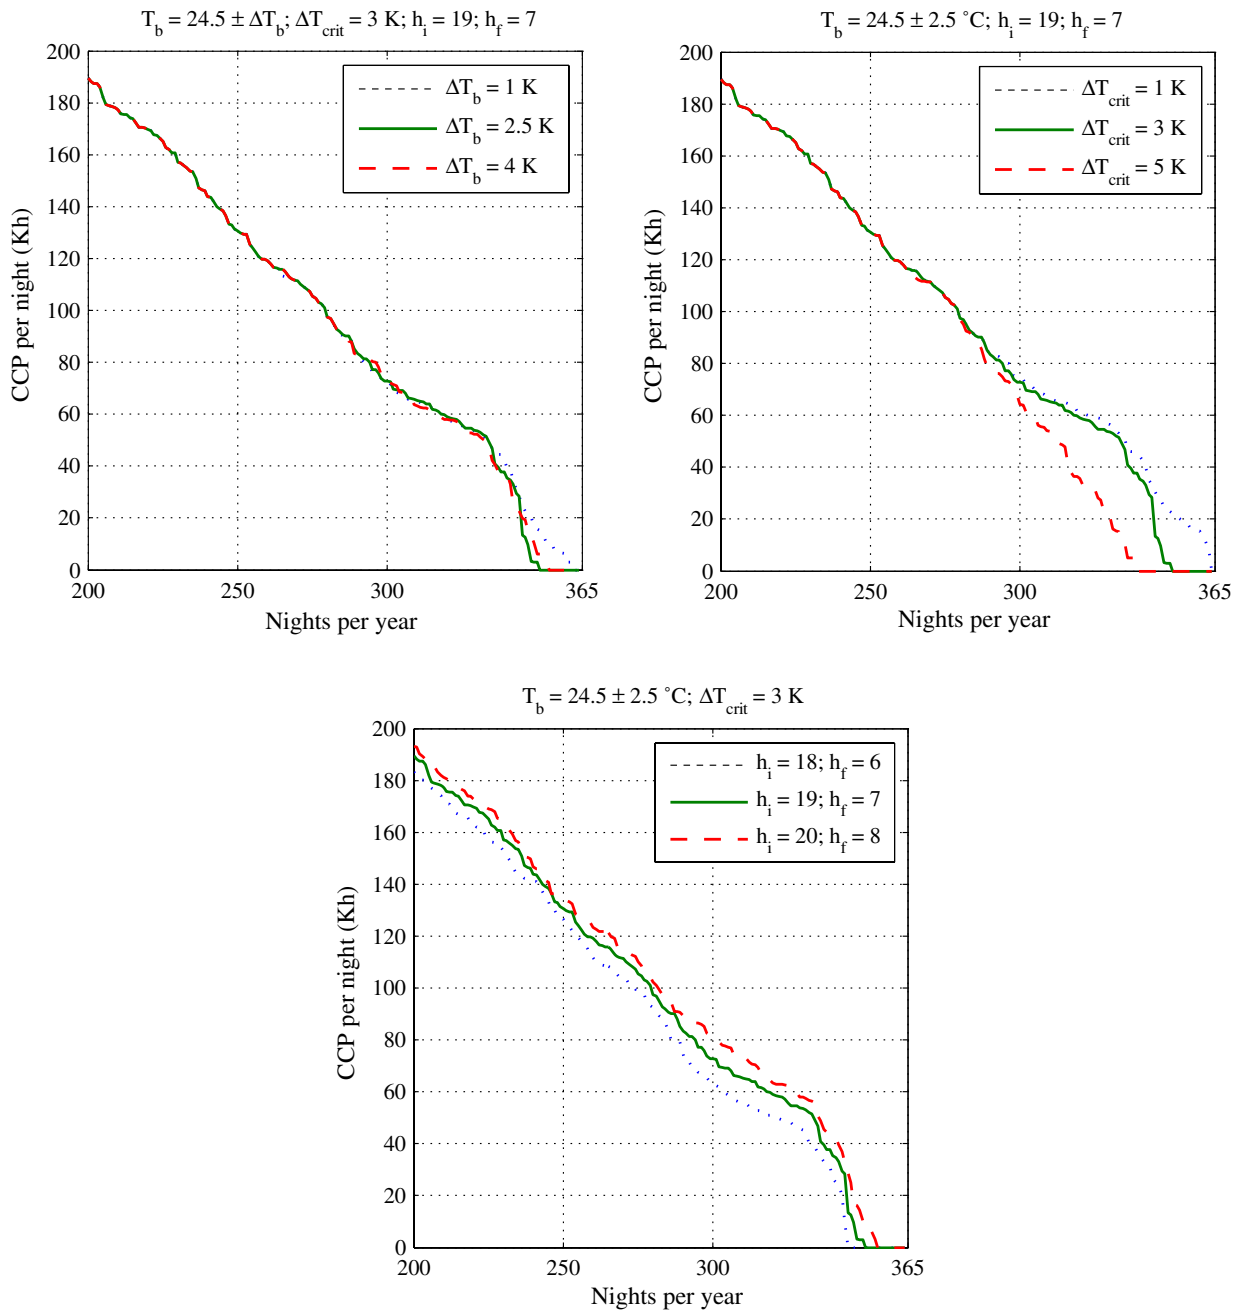 T_b = 24.5 ± ΔT_b; ΔT_crit = 3 K; h_i = 19; h_f = 7
200
180
160
140
120
100
80
60
40
20
0
CCP per night (Kh)
ΔT_b = 1 K
ΔT_b = 2.5 K
ΔT_b = 4 K
200 250 300 365
Nights per year
T_b = 24.5 ± 2.5 °C; h_i = 19; h_f = 7
200
180
160
140
120
100
80
60
40
20
0
CCP per night (Kh)
ΔT_crit = 1 K
ΔT_crit = 3 K
ΔT_crit = 5 K
200 250 300 365
Nights per year
T_b = 24.5 ± 2.5 °C; ΔT_crit = 3 K
200
180
160
140
120
100
80
60
40
20
0
CCP per night (Kh)
h_i = 18; h_f = 6
h_i = 19; h_f = 7
h_i = 20; h_f = 8
200 250 300 365
Nights per year